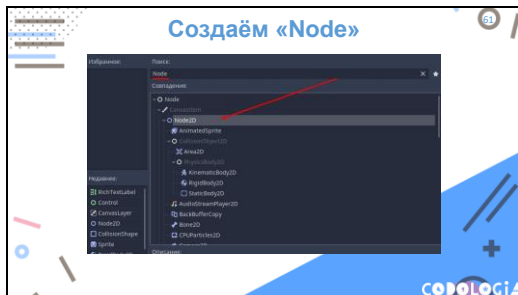 61
Создаём «Node»
Избранное:
Поиск:
Node
Совпадения:
Node
CanvasItem
Node2D
AnimatedSprite
CollisionObject2D
Area2D
PhysicsBody2D
KinematicBody2D
RigidBody2D
StaticBody2D
AudioStreamPlayer2D
BackBufferCopy
Bone2D
CPUParticles2D
Недавнее:
RichTextLabel
Control
CanvasLayer
Node2D
CollisionShape
Sprite
Описание:
CODOLOGiA